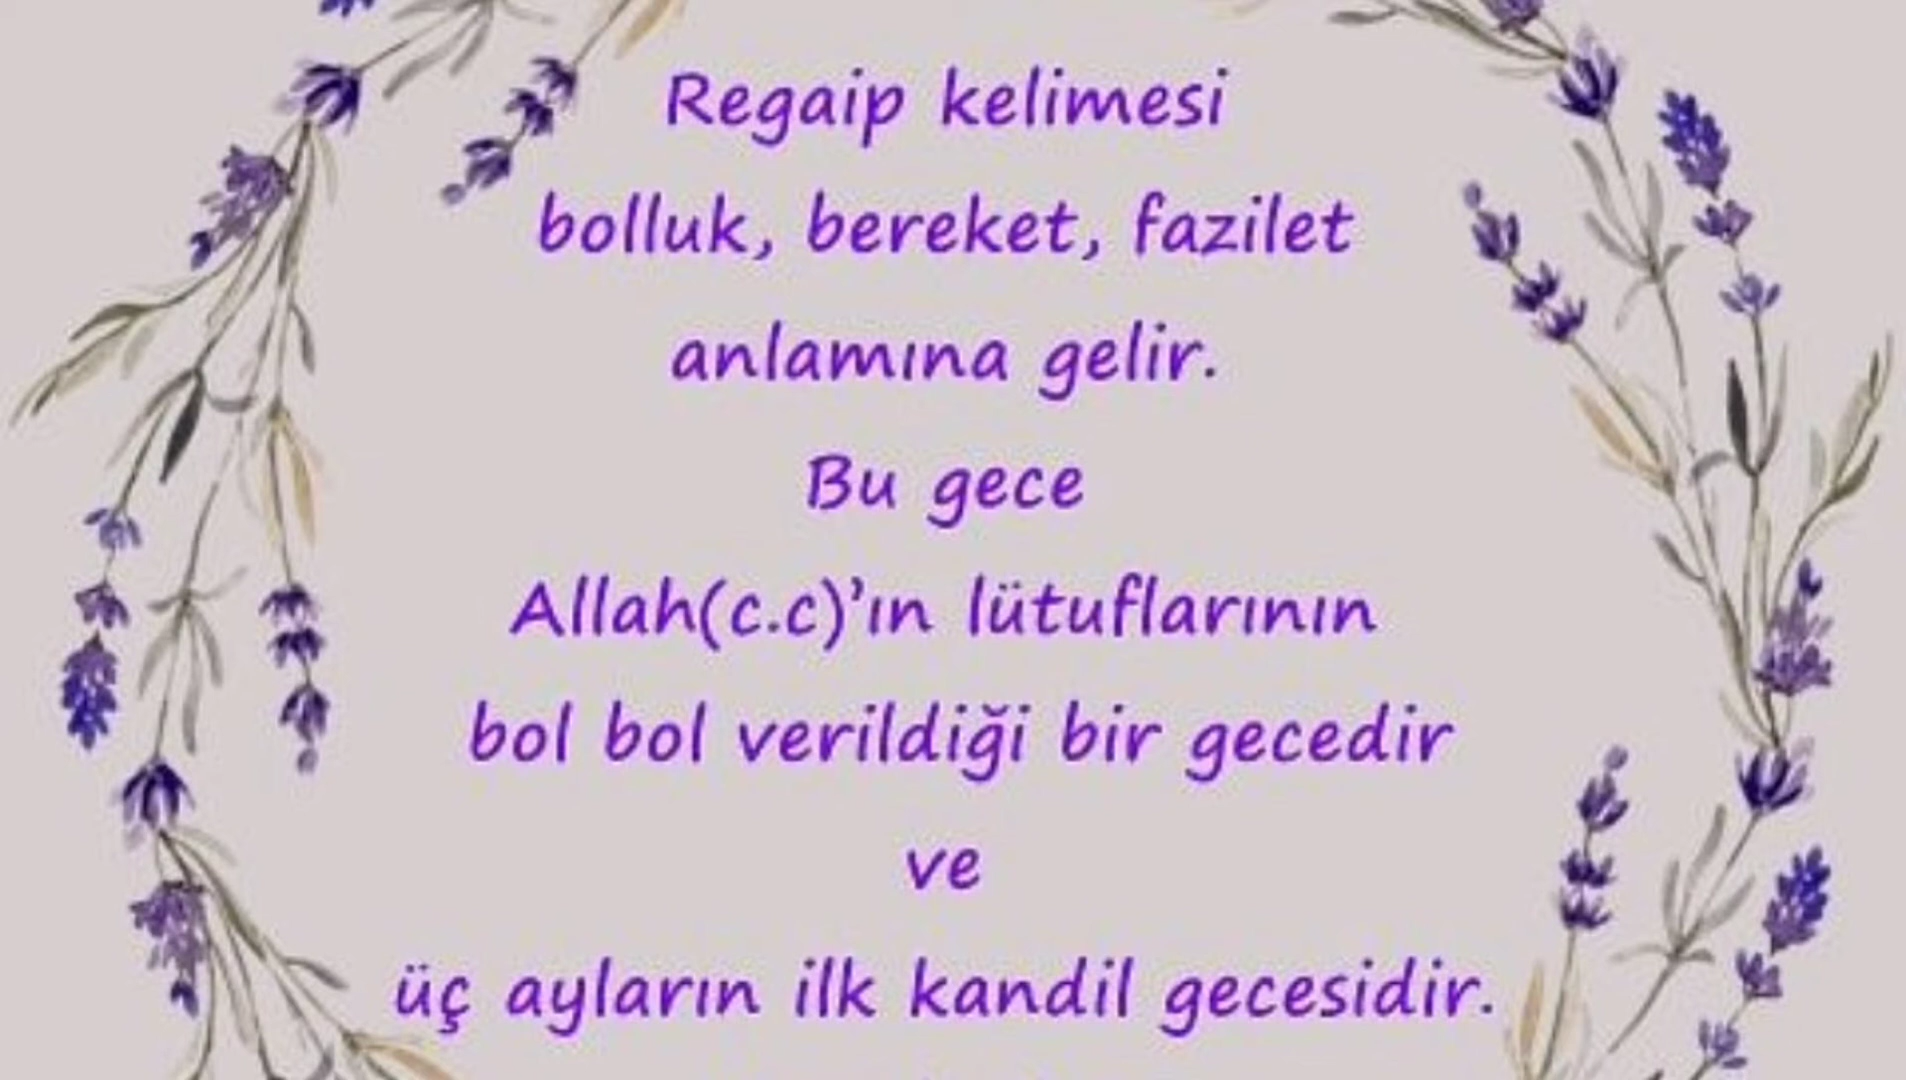 Regaip kelimesi
bolluk, bereket, fazilet
anlamına gelir.
Bu gece
Allah(c.c)'ın lütuflarının
bol bol verildiği bir gecedir
ve
üç ayların ilk kandil gecesidir.